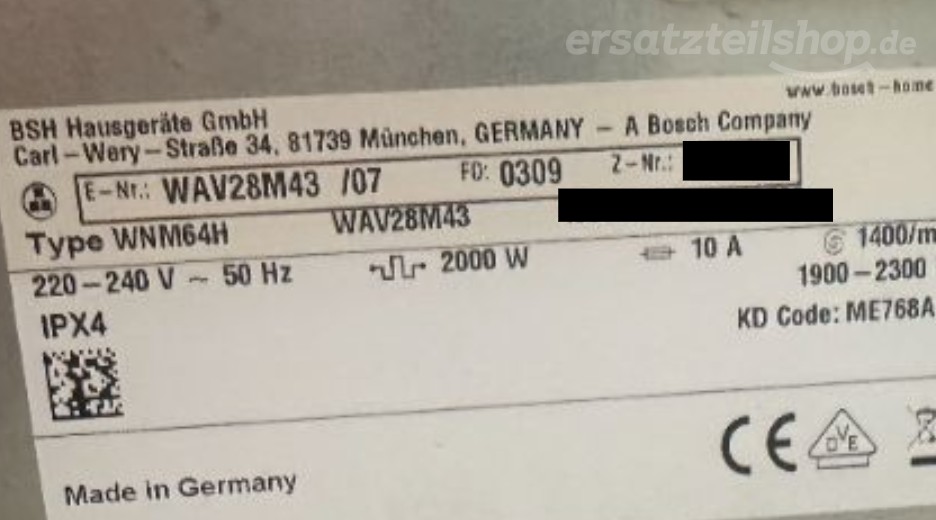 ersatzteilshop.de
www.bosch-home
BSH Hausgeräte GmbH
Carl-Wery-Straße 34, 81739 München, GERMANY - A Bosch Company
E-Nr.: WAV28M43 /07 FD: 0309 Z-Nr.:
Type WNM64H WAV28M43
220-240 V ~ 50 Hz 2000 W 10 A 1400/m
1900-2300
IPX4 KD Code: ME768A
CE DVE
Made in Germany